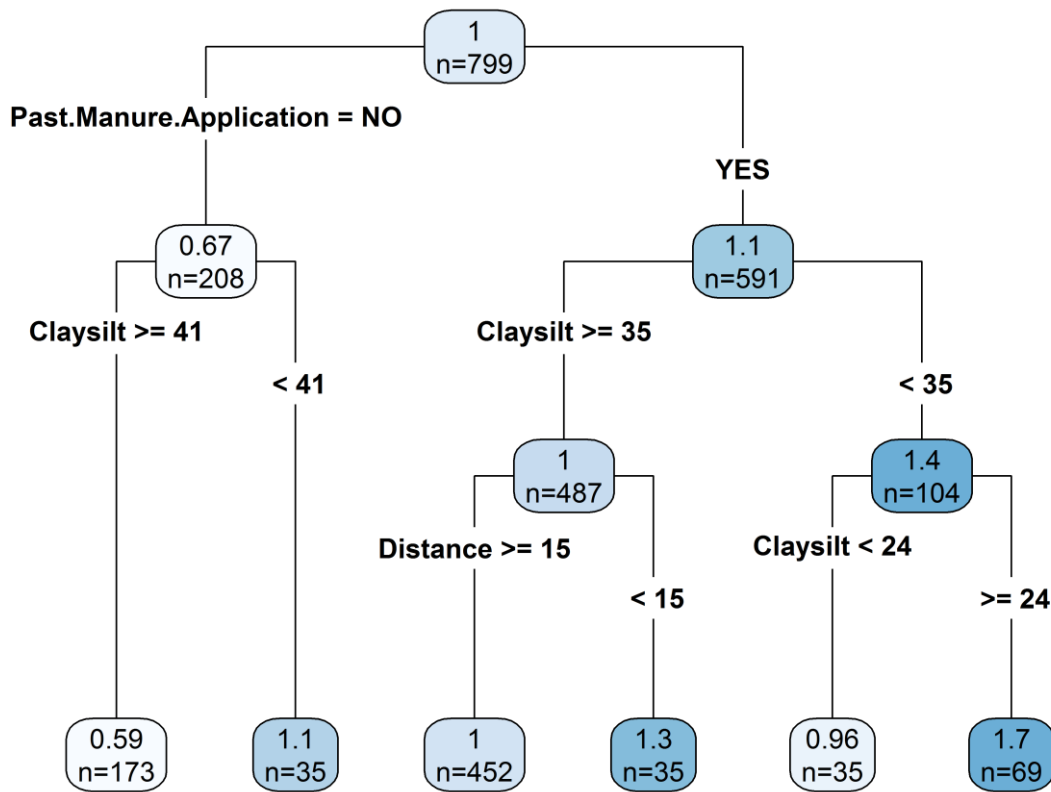 1
n=799
Past.Manure.Application = NO
YES
0.67
n=208
1.1
n=591
Claysilt >= 41
< 41
Claysilt >= 35
< 35
1
n=487
1.4
n=104
Distance >= 15
< 15
Claysilt < 24
>= 24
0.59
n=173
1.1
n=35
1
n=452
1.3
n=35
0.96
n=35
1.7
n=69